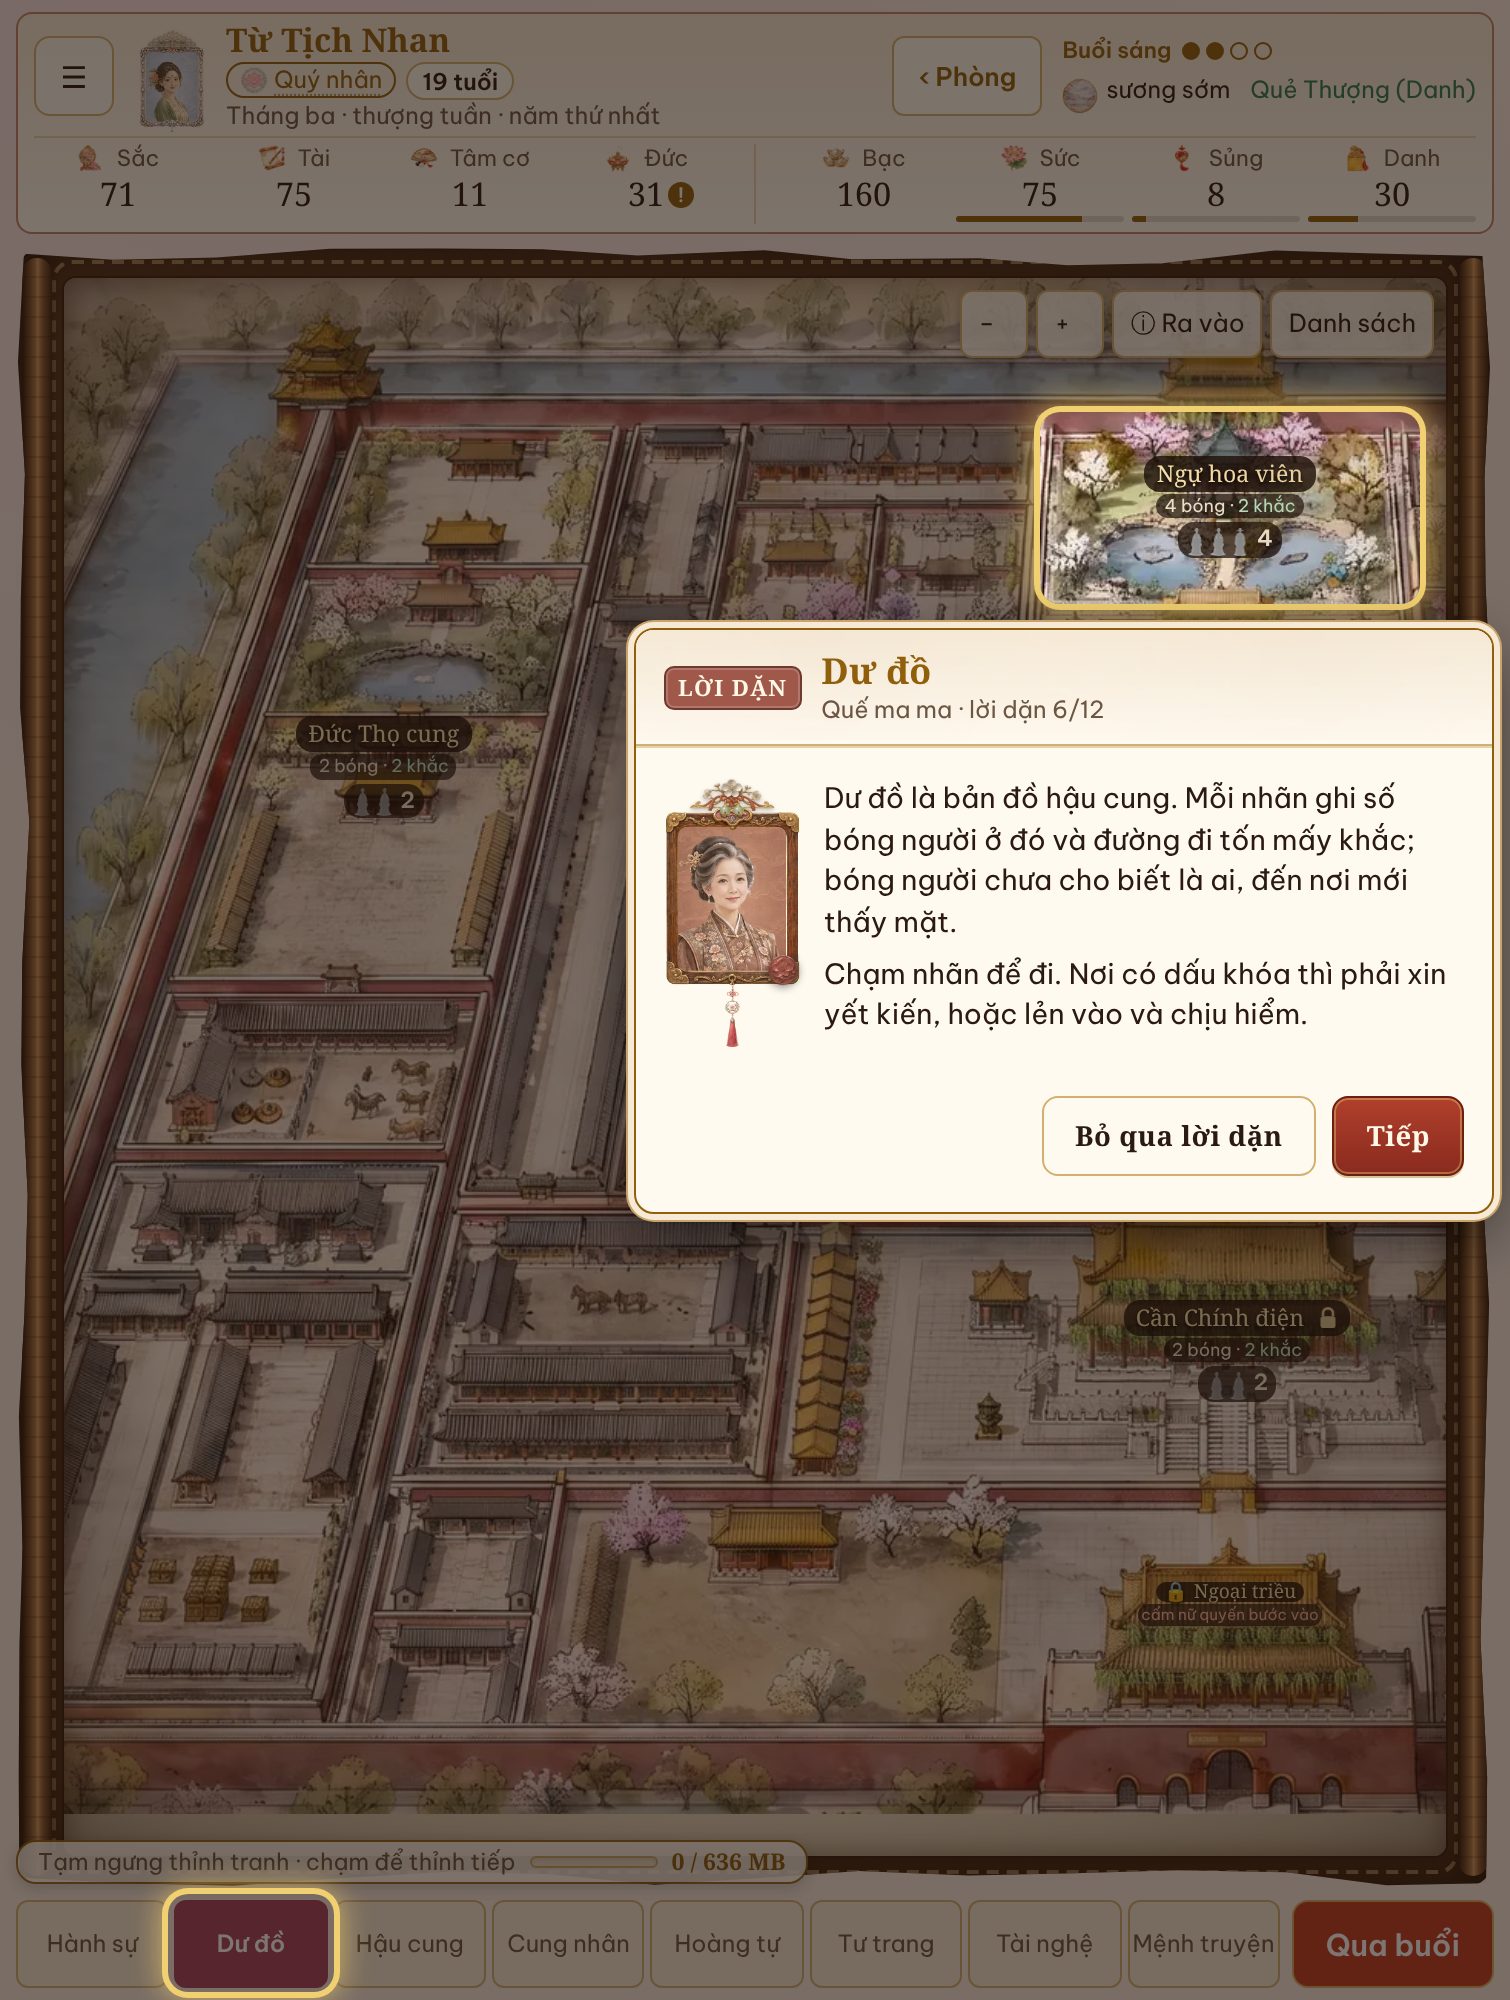 ☰
Từ Tịch Nhan
Quý nhân
19 tuổi
Tháng ba · thượng tuần · năm thứ nhất
‹ Phòng
Buổi sáng
sương sớm
Quẻ Thượng (Danh)
Sắc
71
Tài
75
Tâm cơ
11
Đức
31 !
Bạc
160
Sức
75
Sủng
8
Danh
30
−
+
ⓘ Ra vào
Danh sách
Ngự hoa viên
4 bóng · 2 khắc
4
Đức Thọ cung
2 bóng · 2 khắc
2
LỜI DẶN
Dư đồ
Quế ma ma · lời dặn 6/12
Dư đồ là bản đồ hậu cung. Mỗi nhãn ghi số
bóng người ở đó và đường đi tốn mấy khắc;
bóng người chưa cho biết là ai, đến nơi mới
thấy mặt.
Chạm nhãn để đi. Nơi có dấu khóa thì phải xin
yết kiến, hoặc lẻn vào và chịu hiểm.
Bỏ qua lời dặn
Tiếp
Cần Chính điện
2 bóng · 2 khắc
2
Ngoại triều
cấm nữ quyến bước vào
Tạm ngưng thỉnh tranh · chạm để thỉnh tiếp
0 / 636 MB
Hành sự
Dư đồ
Hậu cung
Cung nhân
Hoàng tự
Tư trang
Tài nghệ
Mệnh truyện
Qua buổi